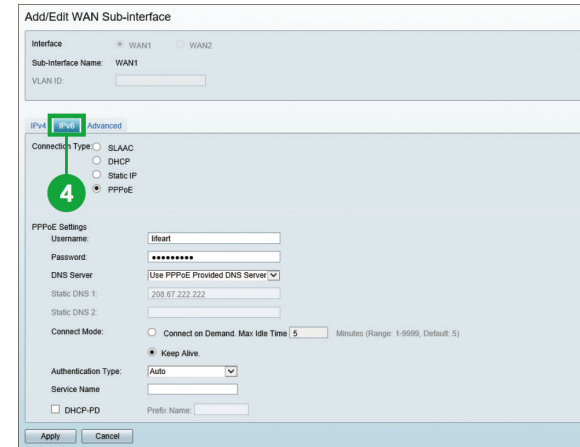 Add/Edit WAN Sub-interface
Interface WAN1 WAN2
Sub-Interface Name: WAN1
VLAN ID:
IPv4 IPv6 Advanced
Connection Type: SLAAC
DHCP
Static IP
4 PPPoE
PPPoE Settings
Username: lifeart
Password: •••••••••
DNS Server Use PPPoE Provided DNS Server
Static DNS 1: 208.67.222.222
Static DNS 2:
Connect Mode: Connect on Demand. Max Idle Time 5 Minutes (Range: 1-9999, Default: 5)
Keep Alive.
Authentication Type: Auto
Service Name
DHCP-PD Prefix Name:
Apply Cancel